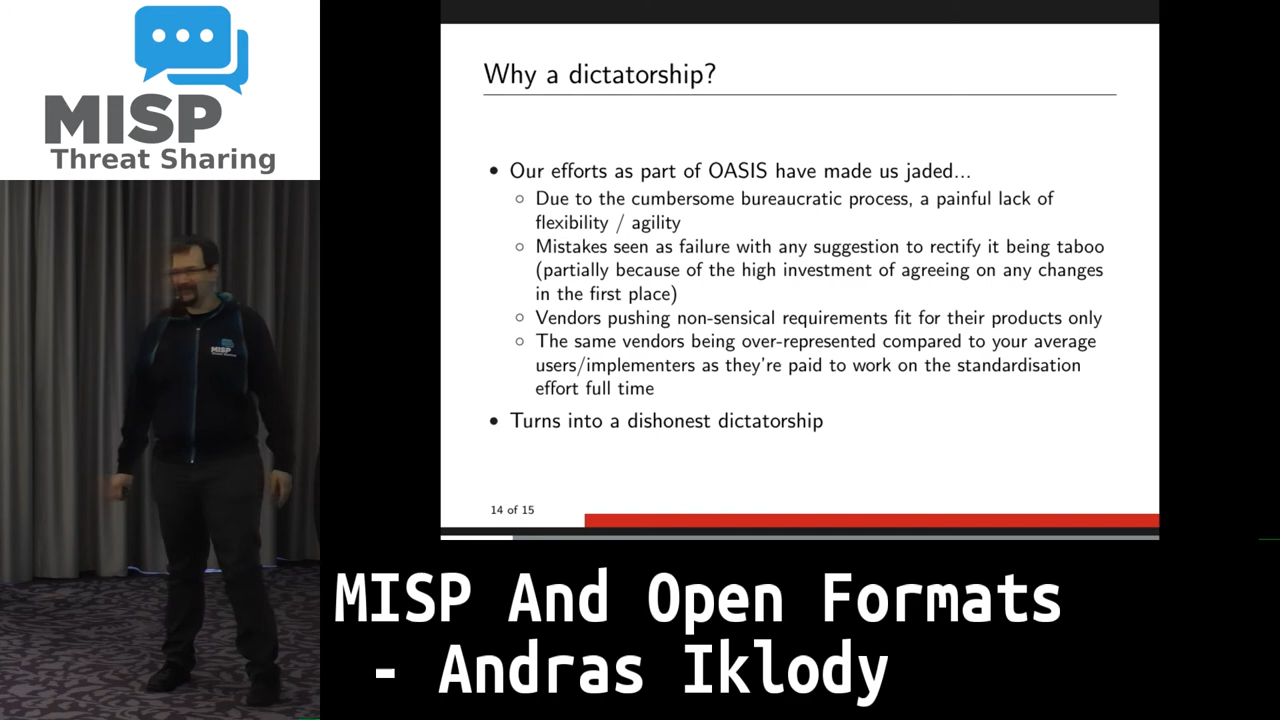 MISP
Threat Sharing
Why a dictatorship?
• Our efforts as part of OASIS have made us jaded...
○ Due to the cumbersome bureaucratic process, a painful lack of
flexibility / agility
○ Mistakes seen as failure with any suggestion to rectify it being taboo
(partially because of the high investment of agreeing on any changes
in the first place)
○ Vendors pushing non-sensical requirements fit for their products only
○ The same vendors being over-represented compared to your average
users/implementers as they're paid to work on the standardisation
effort full time
• Turns into a dishonest dictatorship
14 of 15
MISP
MISP And Open Formats
- Andras Iklody